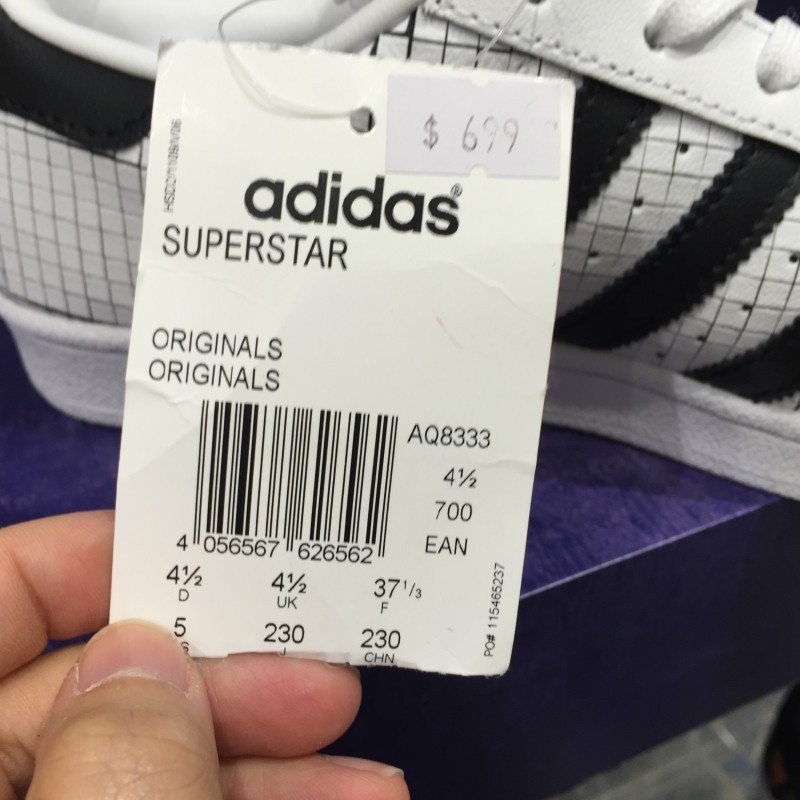 $ 699
adidas®
SUPERSTAR
ORIGINALS
ORIGINALS
AQ8333
4½
700
EAN
4 056567 626562
4½ 4½ 37 1/3
D UK F
5 230 230
J CHN
PO# 115465237